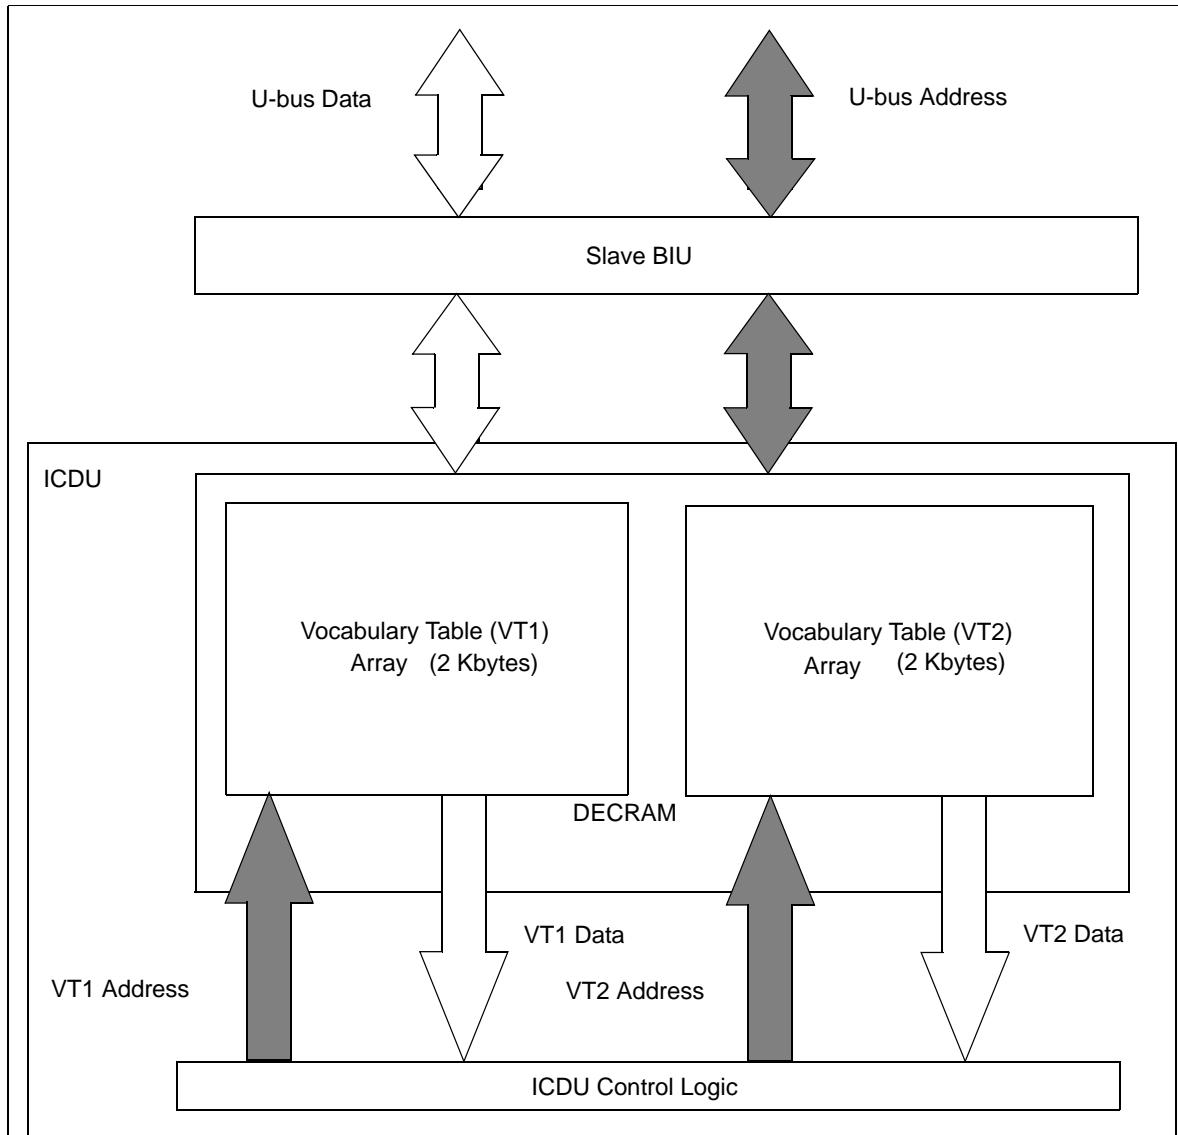 U-bus Data
U-bus Address
Slave BIU
ICDU
Vocabulary Table (VT1)
Array (2 Kbytes)
Vocabulary Table (VT2)
Array (2 Kbytes)
DECRAM
VT1 Data
VT2 Data
VT1 Address
VT2 Address
ICDU Control Logic